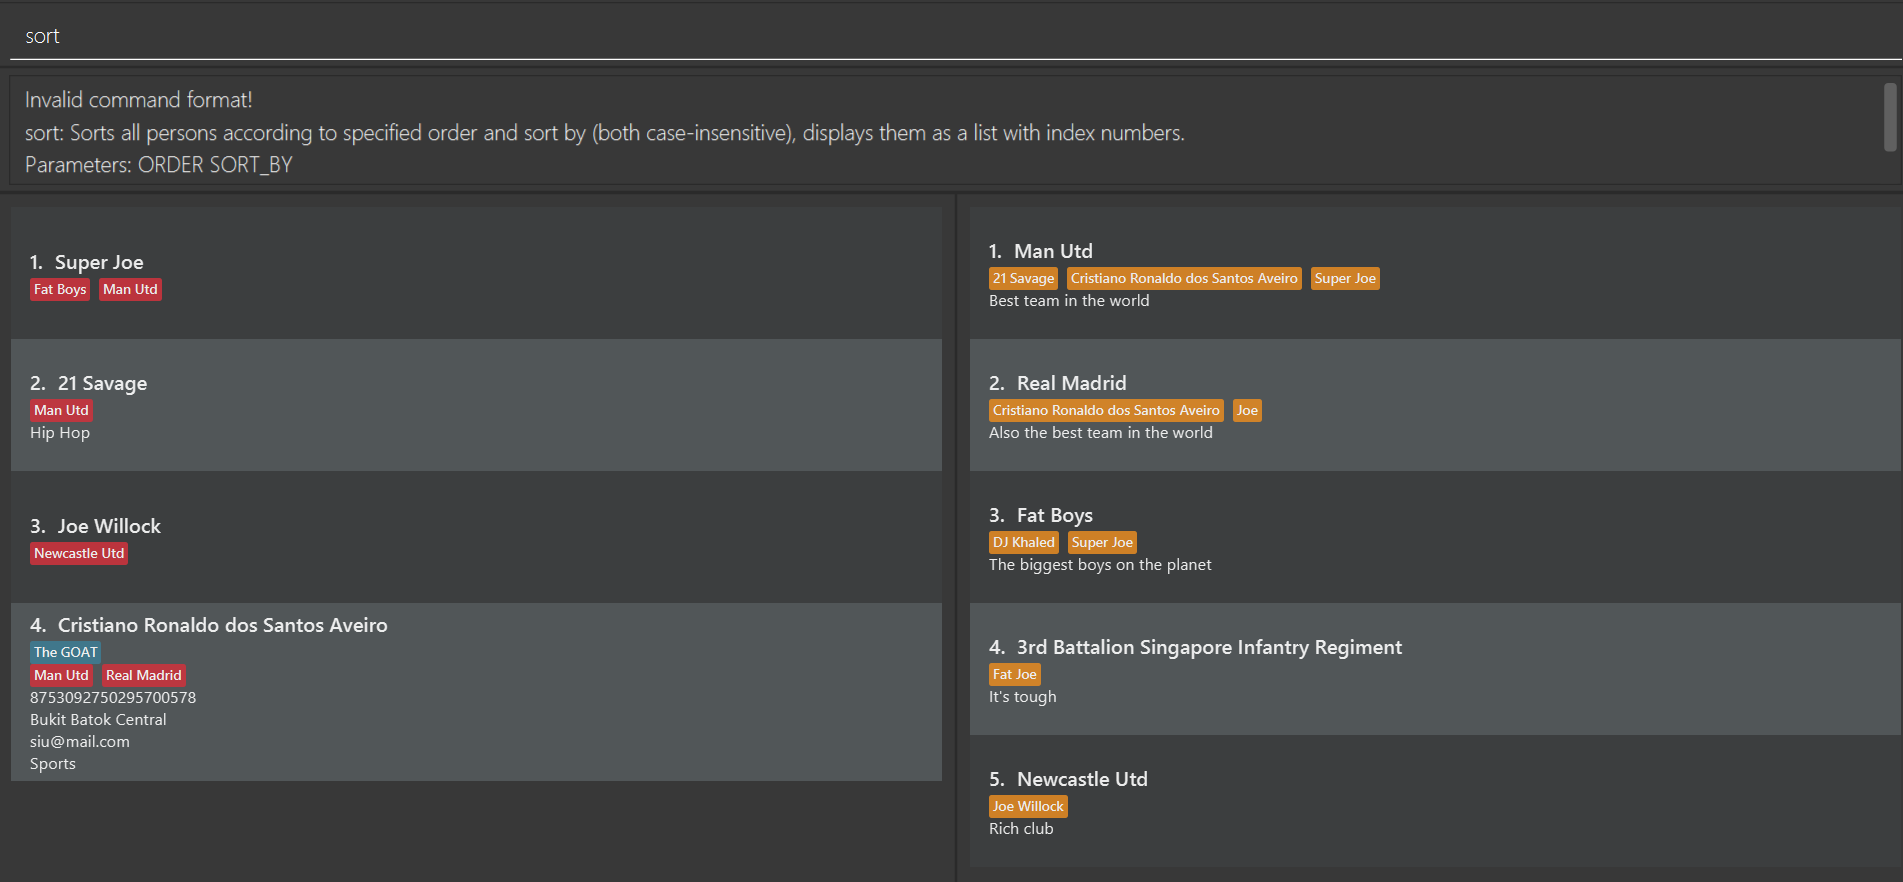 sort
Invalid command format!
sort: Sorts all persons according to specified order and sort by (both case-insensitive), displays them as a list with index numbers.
Parameters: ORDER SORT_BY
1. Super Joe
Fat Boys Man Utd
2. 21 Savage
Man Utd
Hip Hop
3. Joe Willock
Newcastle Utd
4. Cristiano Ronaldo dos Santos Aveiro
The GOAT
Man Utd Real Madrid
8753092750295700578
Bukit Batok Central
siu@mail.com
Sports
1. Man Utd
21 Savage Cristiano Ronaldo dos Santos Aveiro Super Joe
Best team in the world
2. Real Madrid
Cristiano Ronaldo dos Santos Aveiro Joe
Also the best team in the world
3. Fat Boys
DJ Khaled Super Joe
The biggest boys on the planet
4. 3rd Battalion Singapore Infantry Regiment
Fat Joe
It's tough
5. Newcastle Utd
Joe Willock
Rich club